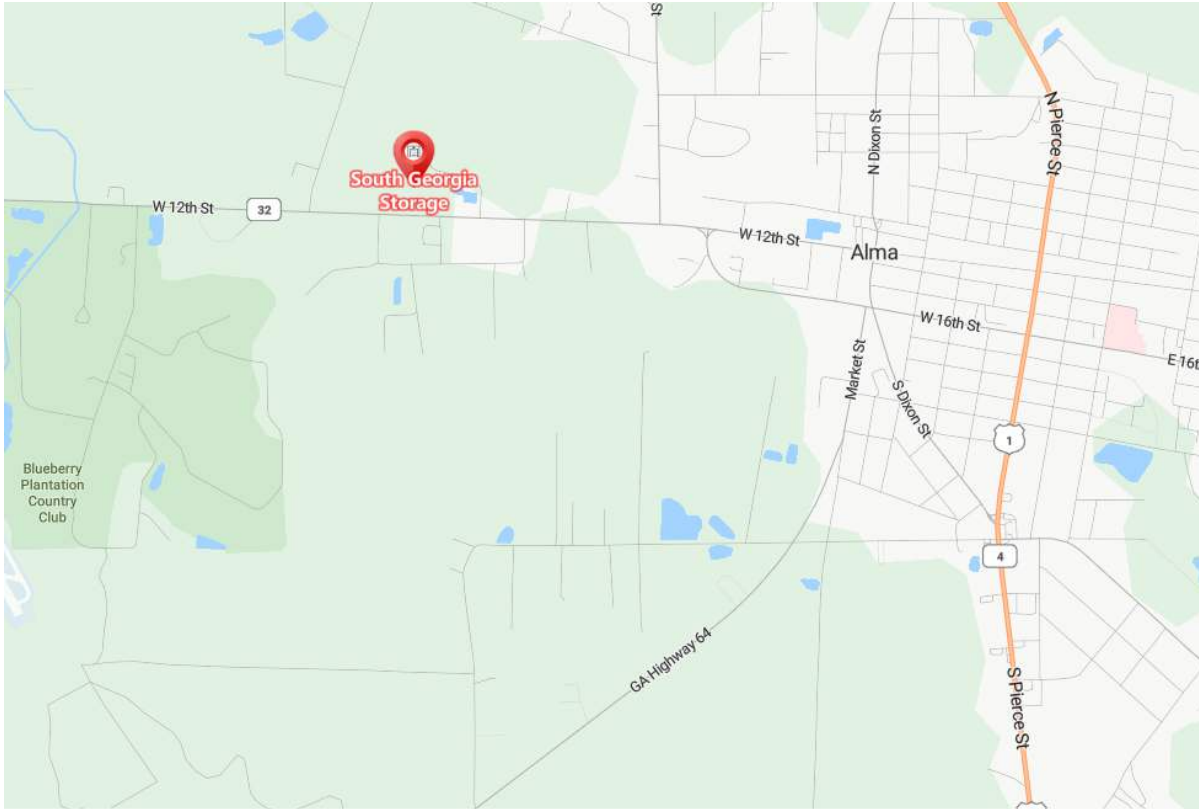 St
N Pierce St
N Dixon St
South Georgia
Storage
W 12th St
32
W 12th St
Alma
W 16th St
E 16t
Market St
S Dixon St
1
Blueberry
Plantation
Country
Club
4
GA Highway 64
S Pierce St